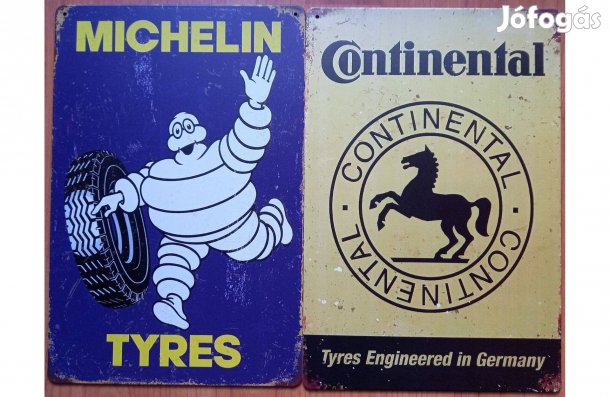 Jófogás
MICHELIN
TYRES
Continental
CONTINENTAL · CONTINENTAL ·
Tyres Engineered in Germany